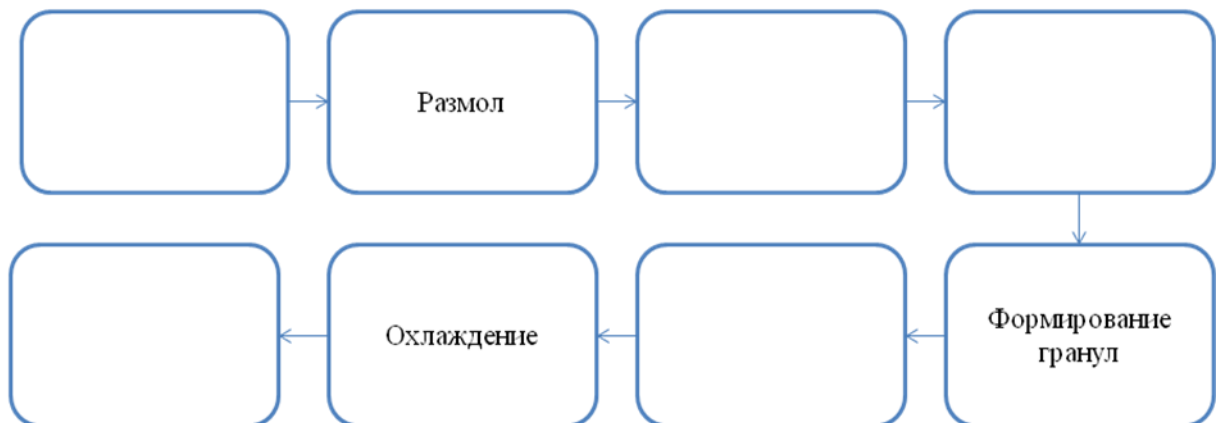 Размол
Охлаждение
Формирование
гранул